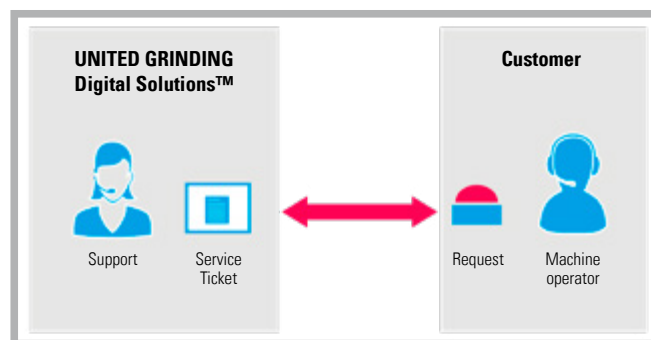 UNITED GRINDING
Digital Solutions™
Customer
Support
Service
Ticket
Request
Machine
operator